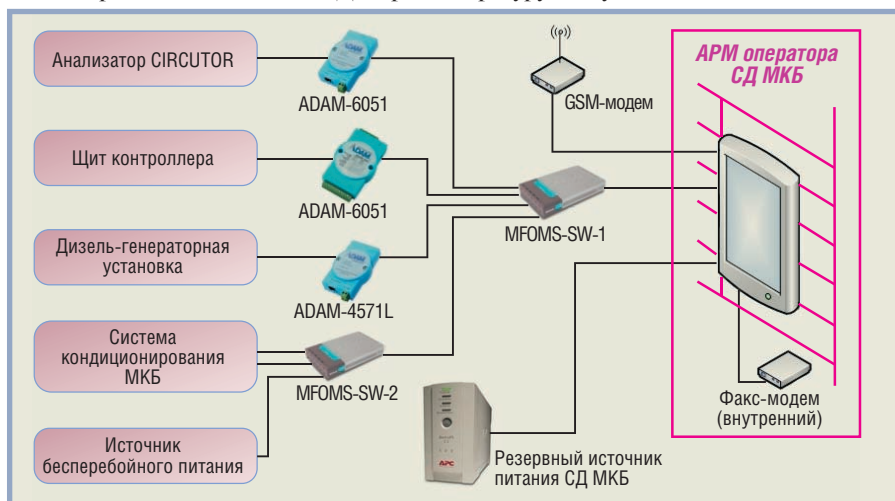 Анализатор CIRCUTOR
ADAM-6051
Щит контроллера
ADAM-6051
Дизель-генераторная
установка
ADAM-4571L
Система
кондиционирования
МКБ
MFOMS-SW-2
Источник
бесперебойного питания
GSM-модем
MFOMS-SW-1
APC
Резервный источник
питания СД МКБ
АРМ оператора
СД МКБ
Факс-модем
(внутренний)